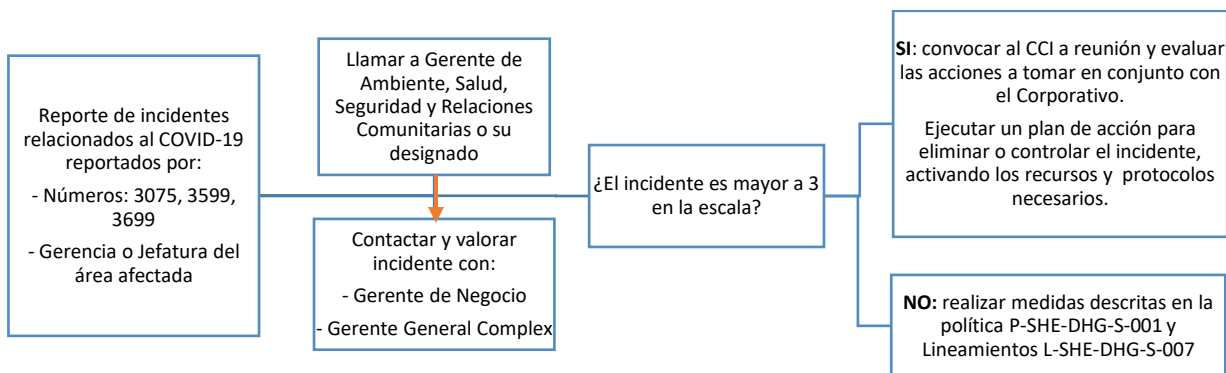 Reporte de incidentes
relacionados al COVID-19
reportados por:
- Números: 3075, 3599,
3699
- Gerencia o Jefatura del
área afectada
Llamar a Gerente de
Ambiente, Salud,
Seguridad y Relaciones
Comunitarias o su
designado
Contactar y valorar
incidente con:
- Gerente de Negocio
- Gerente General Complex
¿El incidente es mayor a 3
en la escala?
SI: convocar al CCI a reunión y evaluar
las acciones a tomar en conjunto con
el Corporativo.
Ejecutar un plan de acción para
eliminar o controlar el incidente,
activando los recursos y protocolos
necesarios.
NO: realizar medidas descritas en la
política P-SHE-DHG-S-001 y
Lineamientos L-SHE-DHG-S-007